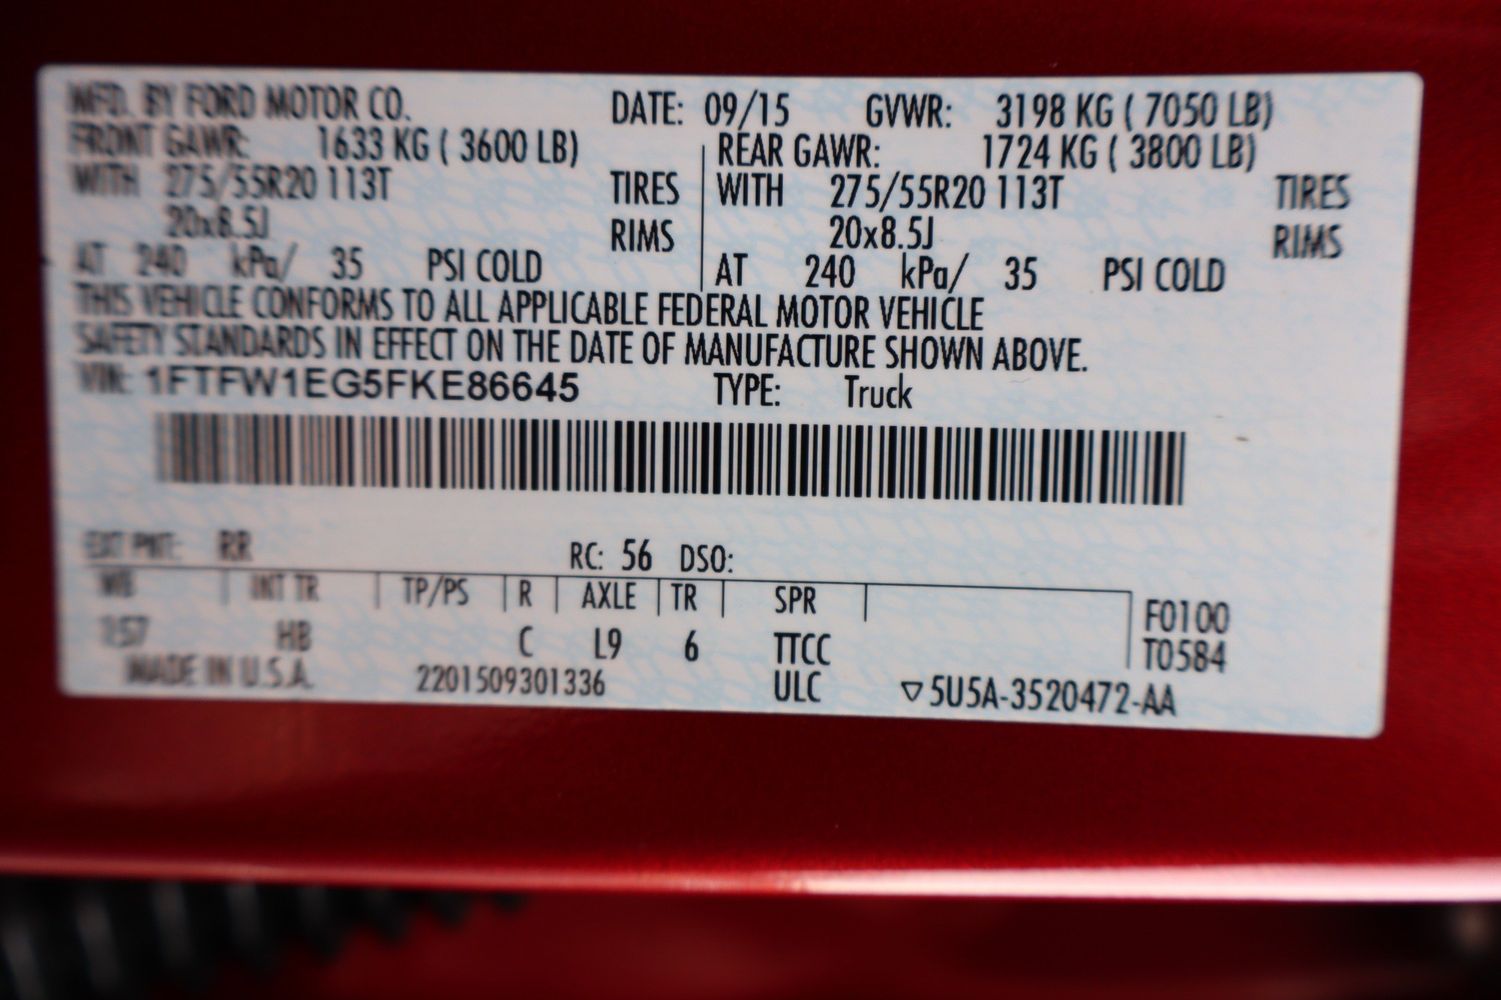 MFD. BY FORD MOTOR CO. DATE: 09/15 GVWR: 3198 KG ( 7050 LB)
FRONT GAWR: 1633 KG ( 3600 LB) REAR GAWR: 1724 KG ( 3800 LB)
WITH 275/55R20 113T TIRES WITH 275/55R20 113T TIRES
20x8.5J RIMS 20x8.5J RIMS
AT 240 kPa/ 35 PSI COLD AT 240 kPa/ 35 PSI COLD
THIS VEHICLE CONFORMS TO ALL APPLICABLE FEDERAL MOTOR VEHICLE
SAFETY STANDARDS IN EFFECT ON THE DATE OF MANUFACTURE SHOWN ABOVE.
VIN: 1FTFW1EG5FKE86645 TYPE: Truck
EXT PNT: RR RC: 56 DSO:
WB INT TR TP/PS R AXLE TR SPR F0100
157 HB C L9 6 TTCC T0584
MADE IN U.S.A. 2201509301336 ULC ▽5U5A-3520472-AA